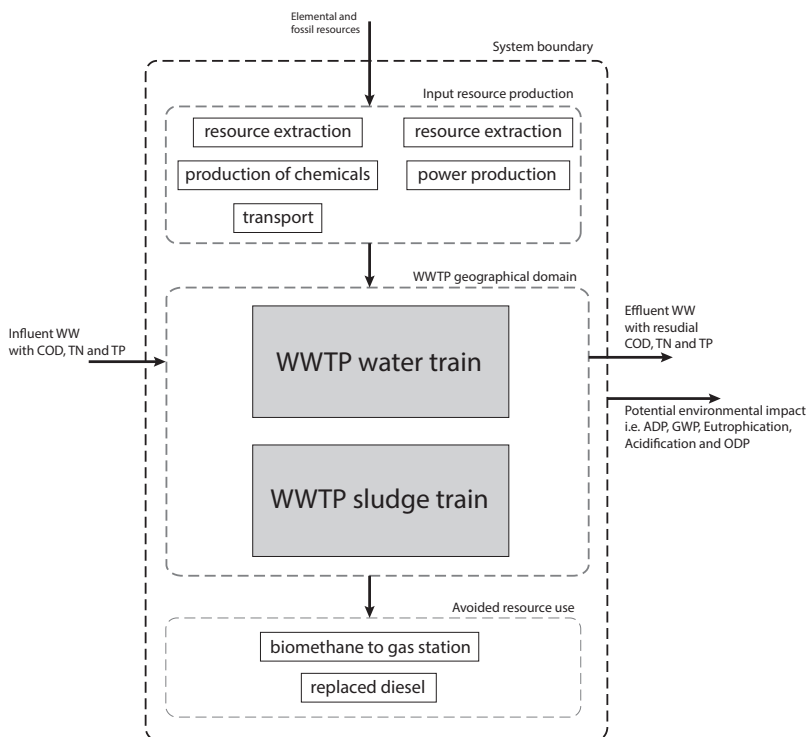 Elemental and
fossil resources
System boundary
Input resource production
resource extraction
resource extraction
production of chemicals
power production
transport
WWTP geographical domain
Influent WW
with COD, TN and TP
WWTP water train
Effluent WW
with resudial
COD, TN and TP
Potential environmental impact
i.e. ADP, GWP, Eutrophication,
Acidification and ODP
WWTP sludge train
Avoided resource use
biomethane to gas station
replaced diesel